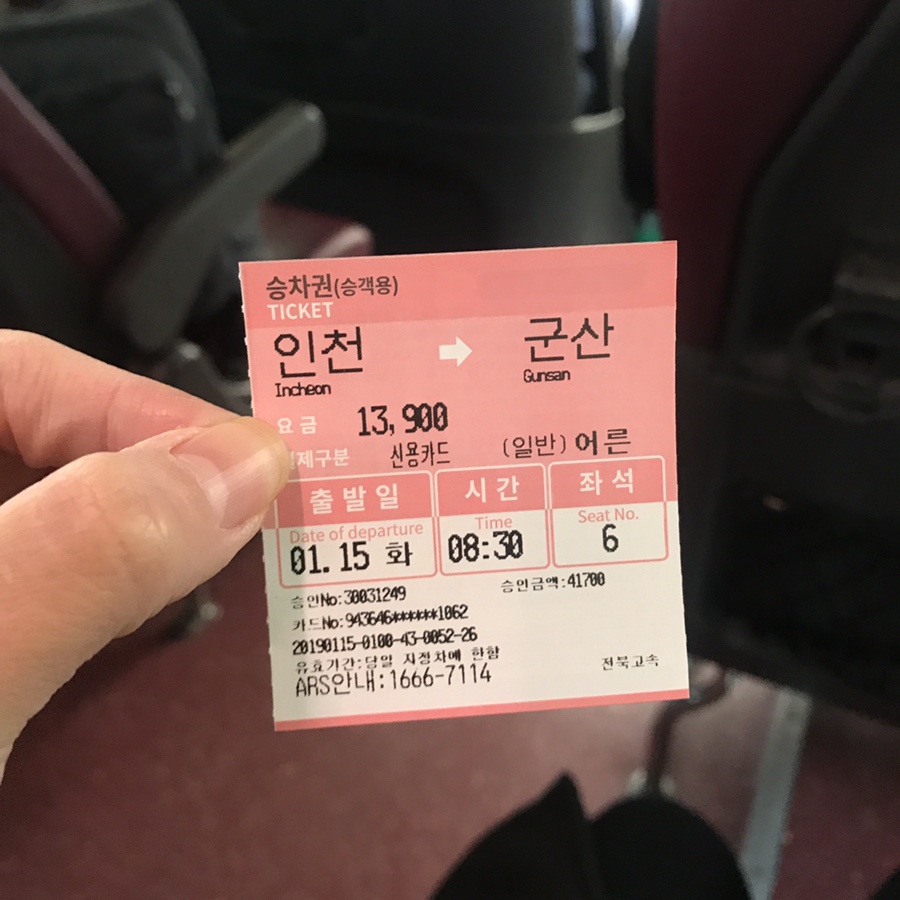 승차권(승객용)
TICKET
인천 군산
Incheon Gunsan
요금 13,900
제구분 신용카드 (일반) 어른
출발일 시간 좌석
Date of departure Time Seat No.
01.15 화 08:30 6
승인No:30031249 승인금액:41700
카드No:943646******1062
20190115-0100-43-0052-26
유효기간:당일 지정차에 한함
전북고속
ARS안내:1666-7114